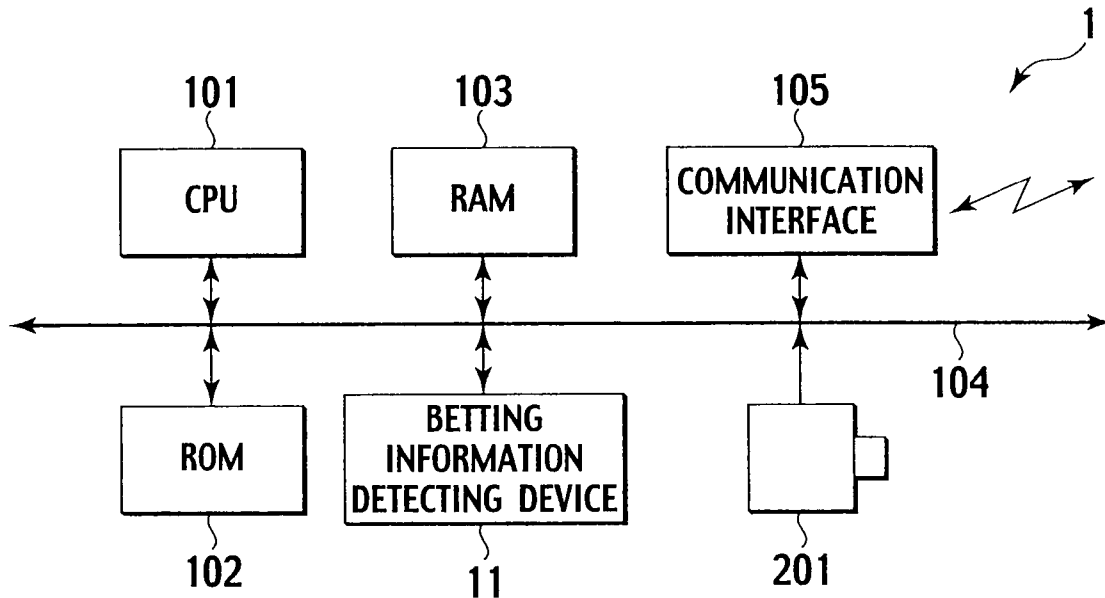 1
101
103
105
CPU
RAM
COMMUNICATION
INTERFACE
104
ROM
BETTING
INFORMATION
DETECTING DEVICE
102
11
201